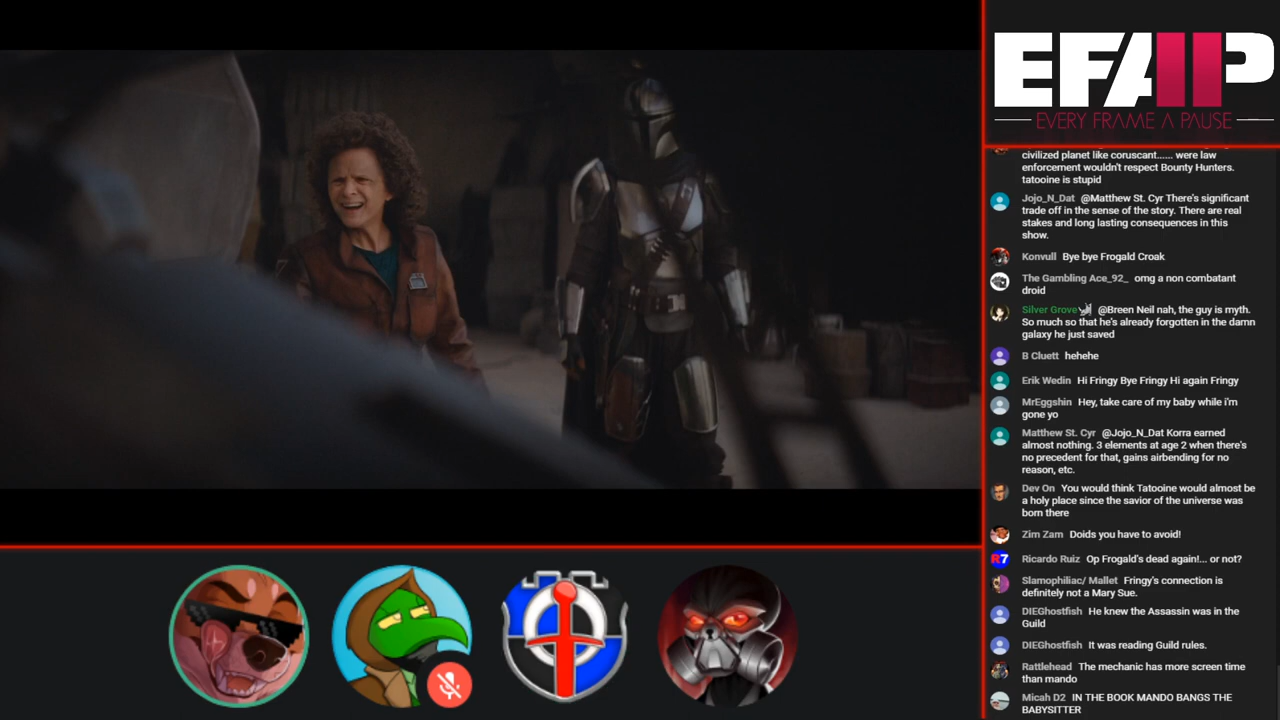 EFAP
EVERY FRAME A PAUSE
civilized planet like coruscant...... were law
enforcement wouldn't respect Bounty Hunters.
tatooine is stupid
Jojo_N_Dat @Matthew St. Cyr There's significant
trade off in the sense of the story. There are real
stakes and long lasting consequences in this
show.
Konvull Bye bye Frogald Croak
The Gambling Ace_92_ omg a non combatant
droid
Silver Grove @Breen Neil nah, the guy is myth.
So much so that he's already forgotten in the damn
galaxy he just saved
B Cluett hehehe
Erik Wedin Hi Fringy Bye Fringy Hi again Fringy
MrEggshin Hey, take care of my baby while i'm
gone yo
Matthew St. Cyr @Jojo_N_Dat Korra earned
almost nothing. 3 elements at age 2 when there's
no precedent for that, gains airbending for no
reason, etc.
Dev On You would think Tatooine would almost be
a holy place since the savior of the universe was
born there
Zim Zam Doids you have to avoid!
R7
Ricardo Ruiz Op Frogald's dead again!... or not?
Slamophiliac/ Mallet Fringy's connection is
definitely not a Mary Sue.
DIEGhostfish He knew the Assassin was in the
Guild
DIEGhostfish It was reading Guild rules.
Rattlehead The mechanic has more screen time
than mando
Micah D2 IN THE BOOK MANDO BANGS THE
BABYSITTER